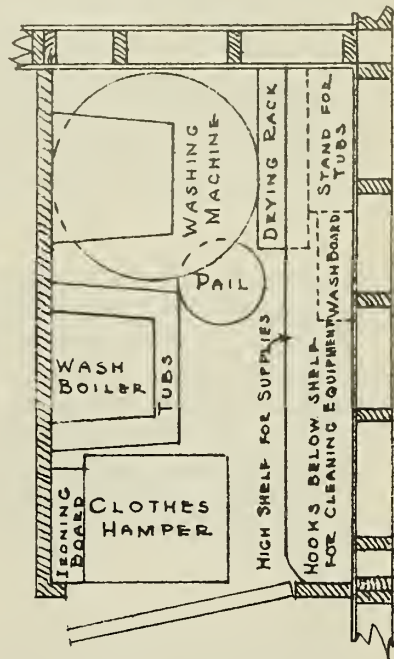 WASHING
MACHINE
DRYING RACK
STAND FOR
TUBS
PAIL
WASHBOARD
WASH
BOILER
TUBS
HIGH SHELF FOR SUPPLIES
HOOKS BELOW SHELF
FOR CLEANING EQUIPMENT
IRONING
BOARD
CLOTHES
HAMPER